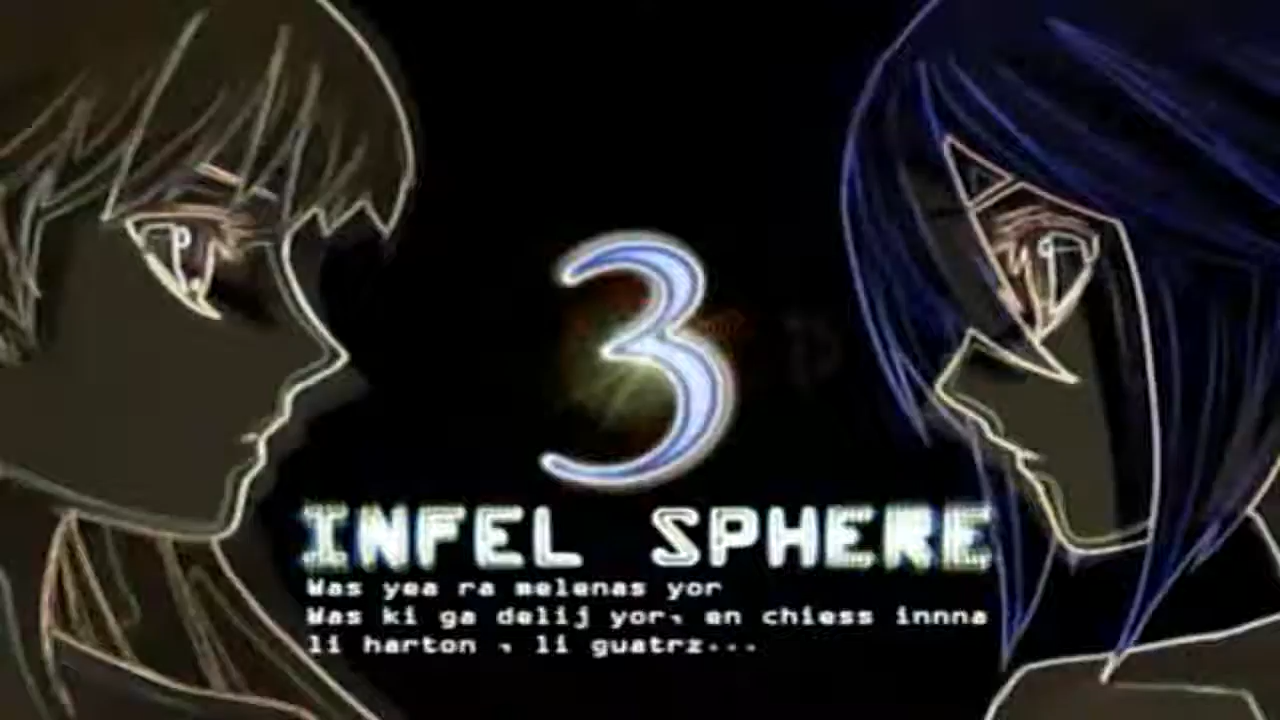 3
INFEL SPHERE
Was yea ra melenas yor
Was ki ga delij yor、 en chiess innna
li harton 、 li guatrz･･･